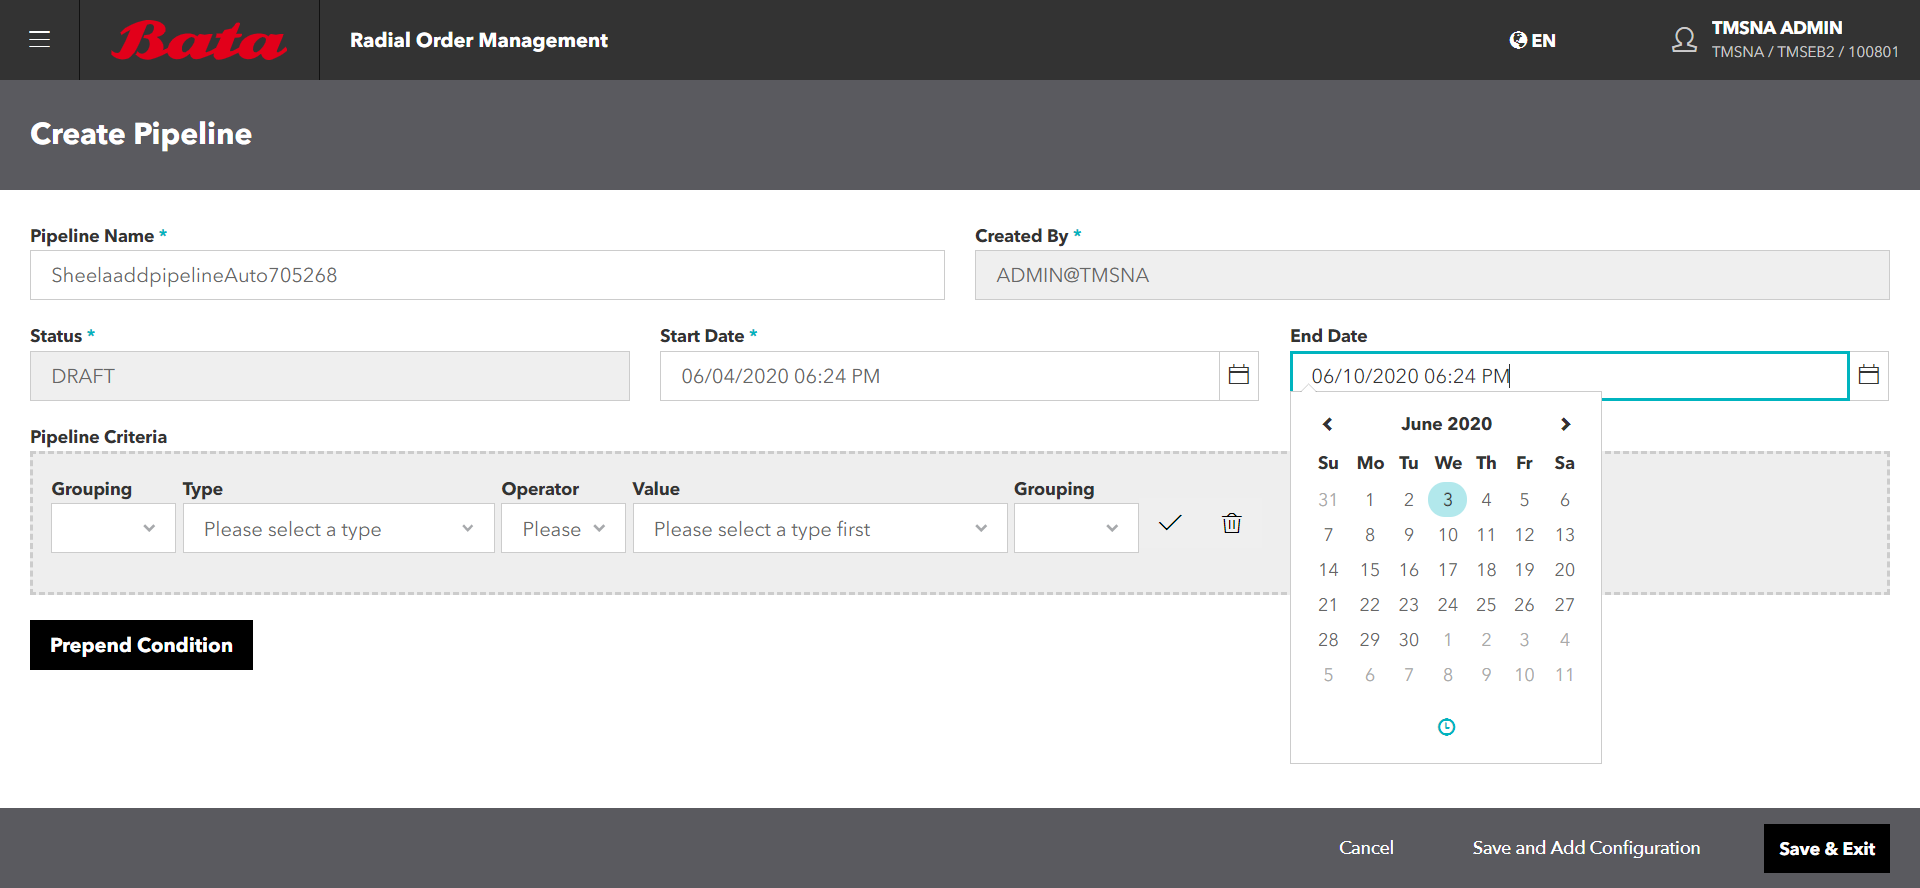 Bata
Radial Order Management
EN
TMSNA ADMIN
TMSNA / TMSEB2 / 100801
Create Pipeline
Pipeline Name *
Created By *
SheelaaddpipelineAuto705268
ADMIN@TMSNA
Status *
Start Date *
End Date
DRAFT
06/04/2020 06:24 PM
06/10/2020 06:24 PM
Pipeline Criteria
Grouping Type Operator Value Grouping
Please select a type Please Please select a type first
June 2020
Su Mo Tu We Th Fr Sa
31 1 2 3 4 5 6
7 8 9 10 11 12 13
14 15 16 17 18 19 20
21 22 23 24 25 26 27
28 29 30 1 2 3 4
5 6 7 8 9 10 11
Prepend Condition
Cancel
Save and Add Configuration
Save & Exit